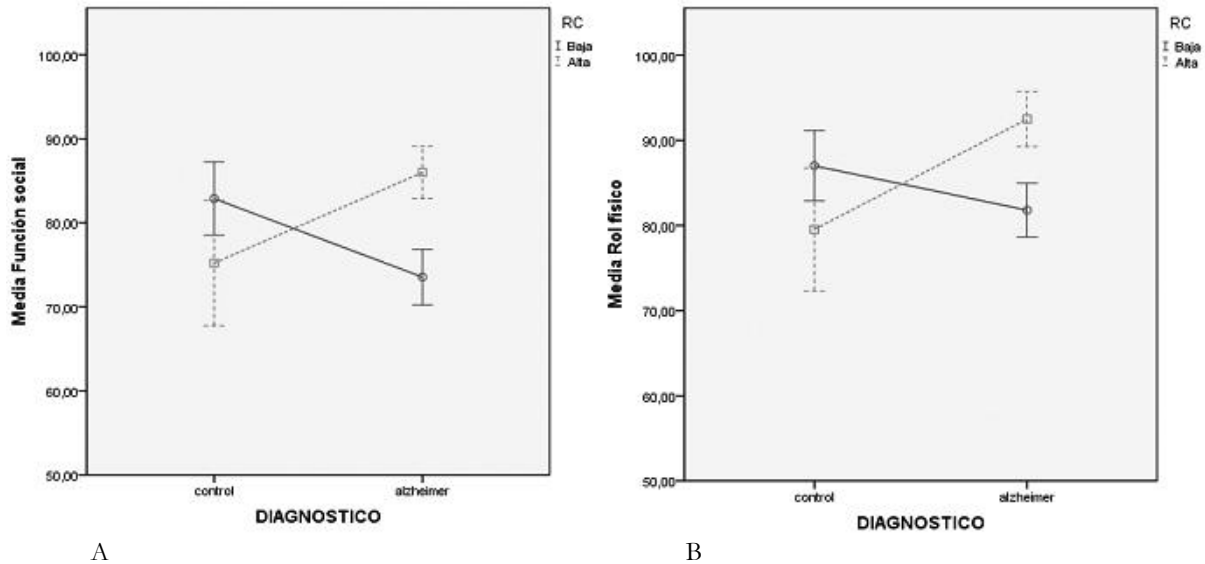 RC
Baja
Alta
100,00
90,00
80,00
70,00
60,00
50,00
Media Función social
control
alzheimer
DIAGNOSTICO
A
RC
Baja
Alta
100,00
90,00
80,00
70,00
60,00
50,00
Media Rol físico
control
alzheimer
DIAGNOSTICO
B